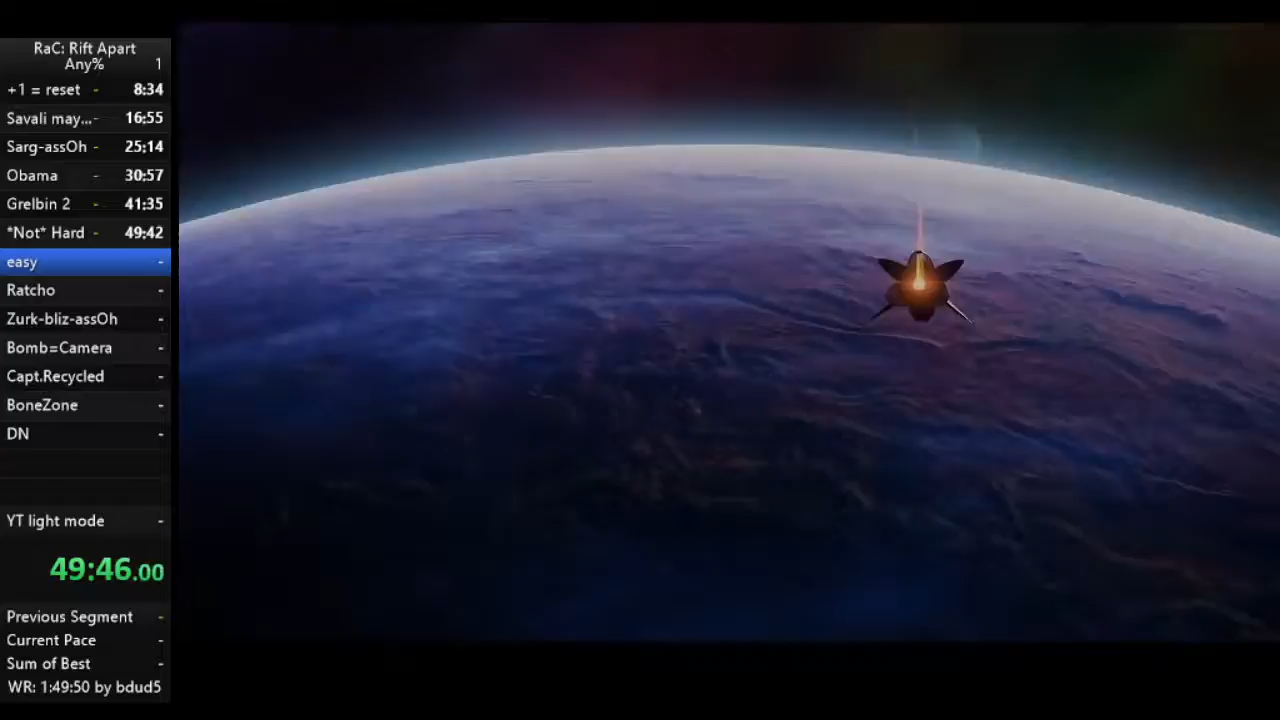 RaC: Rift Apart
Any% 1
+1 = reset - 8:34
Savali may...- 16:55
Sarg-assOh - 25:14
Obama - 30:57
Grelbin 2 - 41:35
*Not* Hard - 49:42
easy -
Ratcho -
Zurk-bliz-assOh -
Bomb=Camera -
Capt.Recycled -
BoneZone -
DN -
YT light mode -
49:46.00
Previous Segment -
Current Pace -
Sum of Best -
WR: 1:49:50 by bdud5